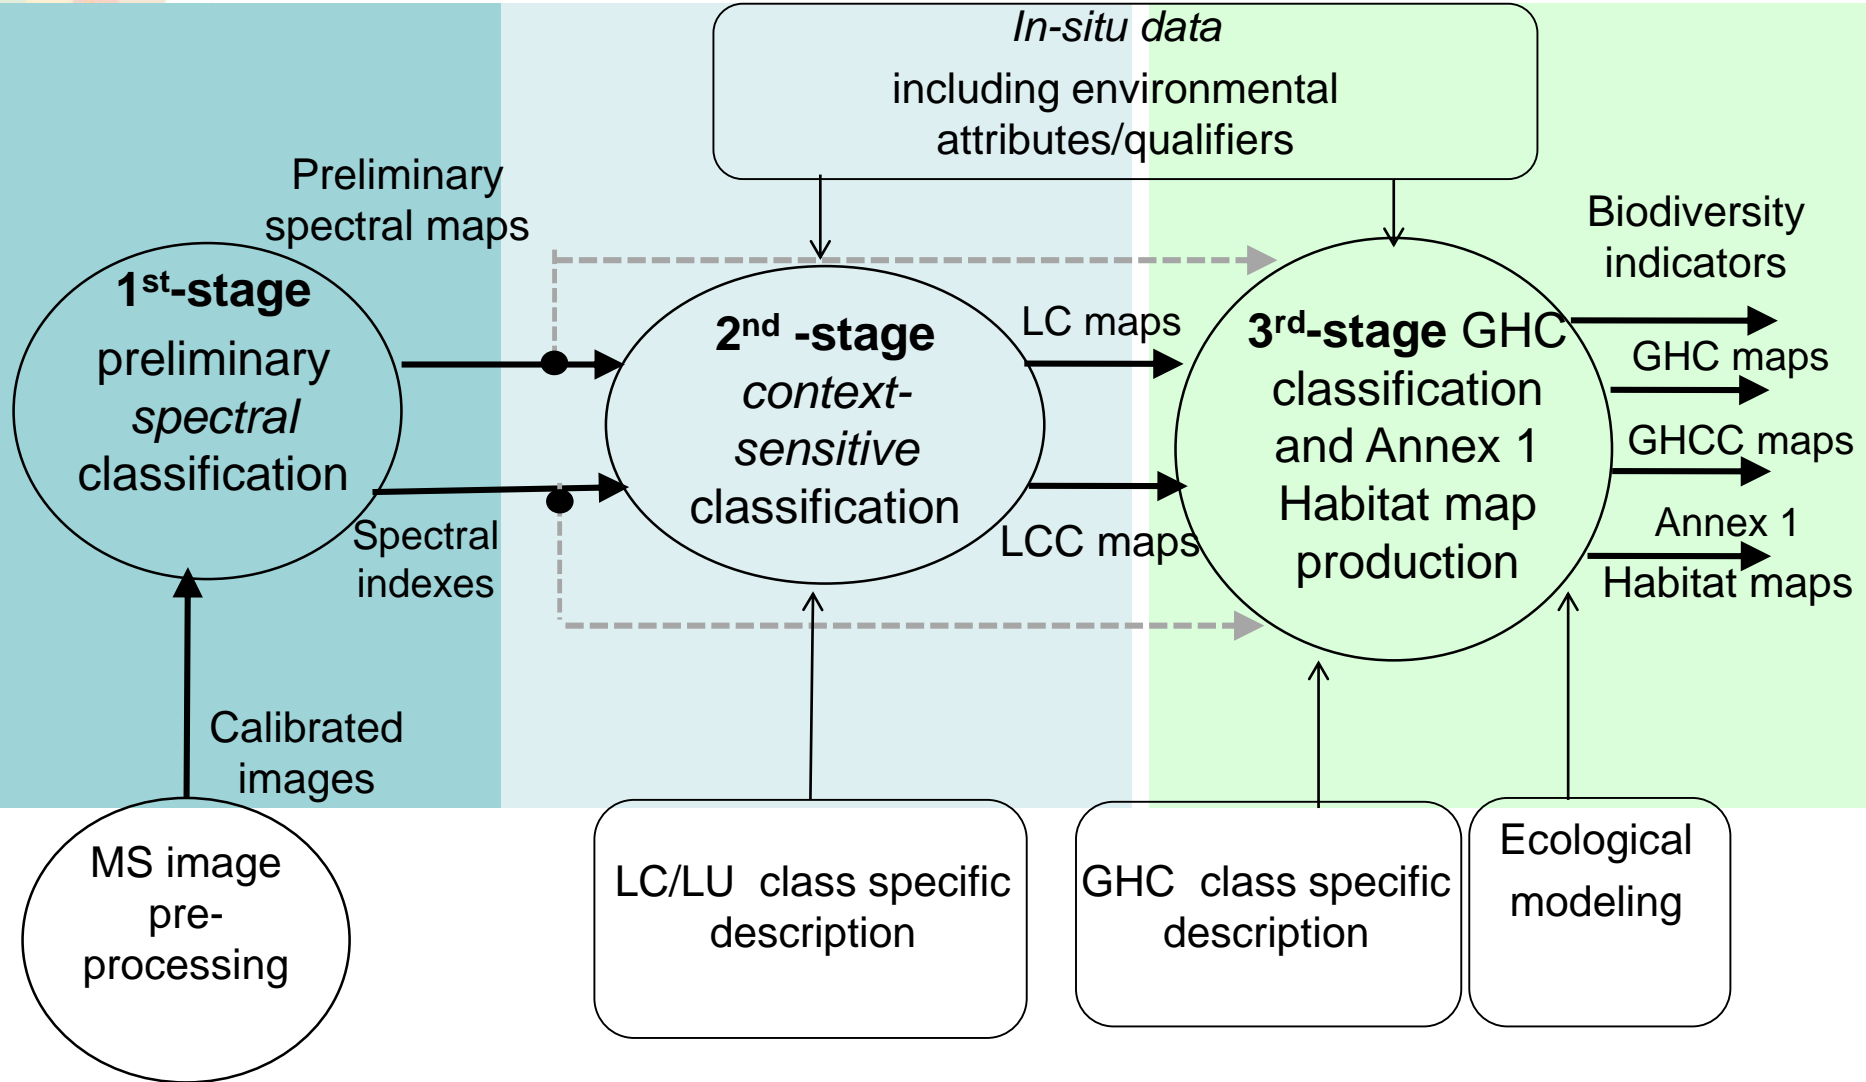 In-situ data
including environmental
attributes/qualifiers
Preliminary
spectral maps
Biodiversity
indicators
1st-stage
preliminary
spectral
classification
2nd -stage
context-
sensitive
classification
LC maps
3rd-stage GHC
classification
and Annex 1
Habitat map
production
GHC maps
GHCC maps
Annex 1
Habitat maps
Spectral
indexes
LCC maps
Calibrated
images
MS image
pre-
processing
LC/LU class specific
description
GHC class specific
description
Ecological
modeling